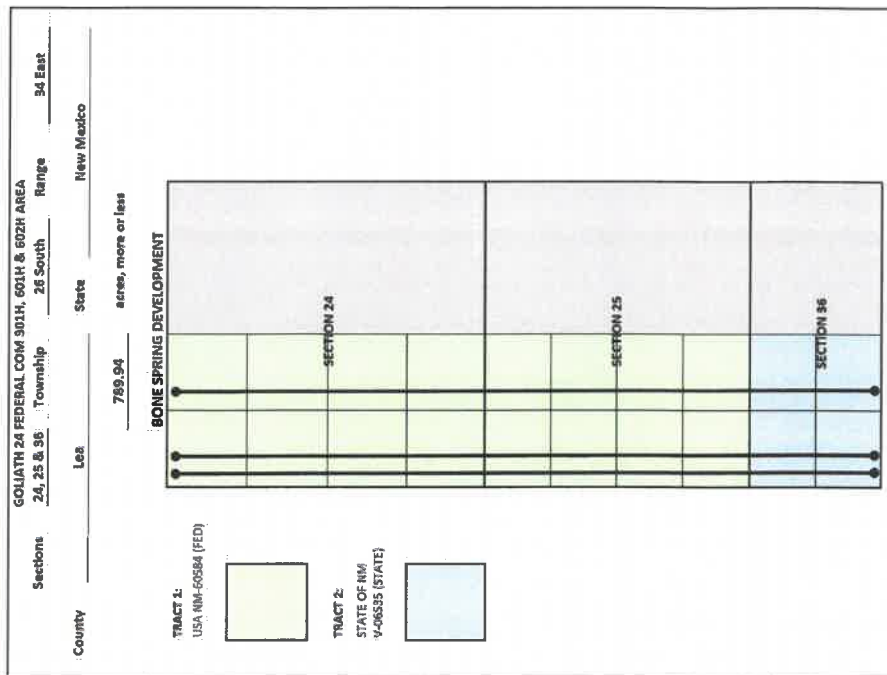 GOLIATH 24 FEDERAL COM 301H, 601H & 602H AREA
Sections 24, 25 & 36 Township 26 South Range 34 East
County Lea State New Mexico
789.94 acres, more or less
BONE SPRING DEVELOPMENT
TRACT 1:
USA NM-60584 (FED)
TRACT 2:
STATE OF NM
V-06535 (STATE)
SECTION 24
SECTION 25
SECTION 36